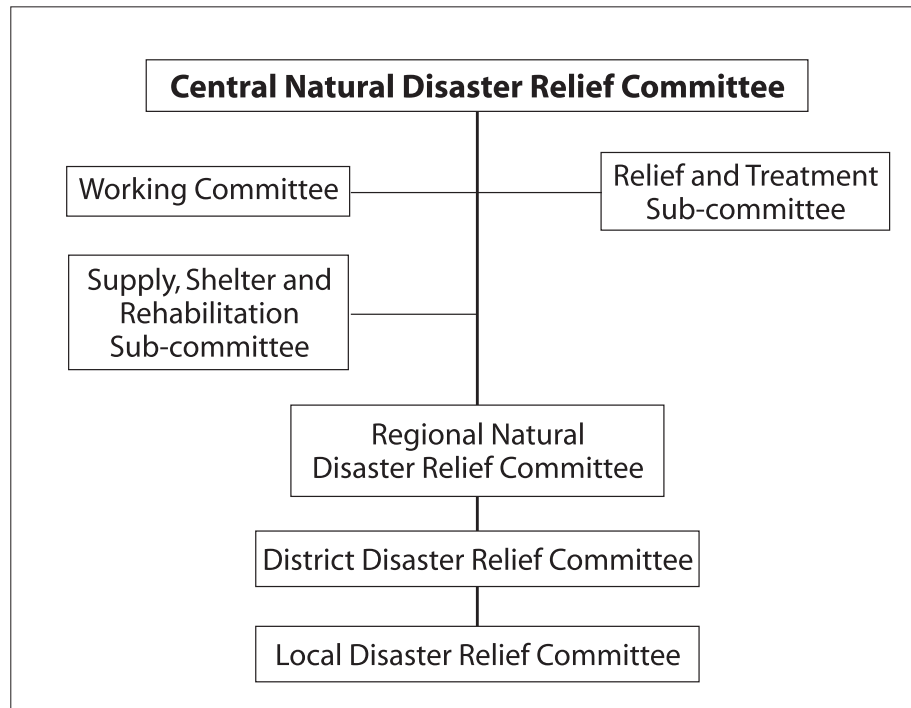 Central Natural Disaster Relief Committee
Working Committee
Relief and Treatment
Sub-committee
Supply, Shelter and
Rehabilitation
Sub-committee
Regional Natural
Disaster Relief Committee
District Disaster Relief Committee
Local Disaster Relief Committee